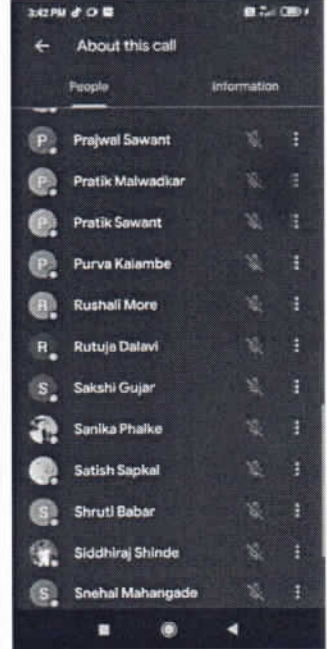 3:42 PM
About this call
People Information
P Prajwal Sawant
P Pratik Malwadkar
P Pratik Sawant
P Purva Kalambe
R Rushali More
R Rutuja Dalavi
S Sakshi Gujar
Sanika Phalke
Satish Sapkal
S Shruti Babar
Siddhiraj Shinde
S Snehal Mahangade